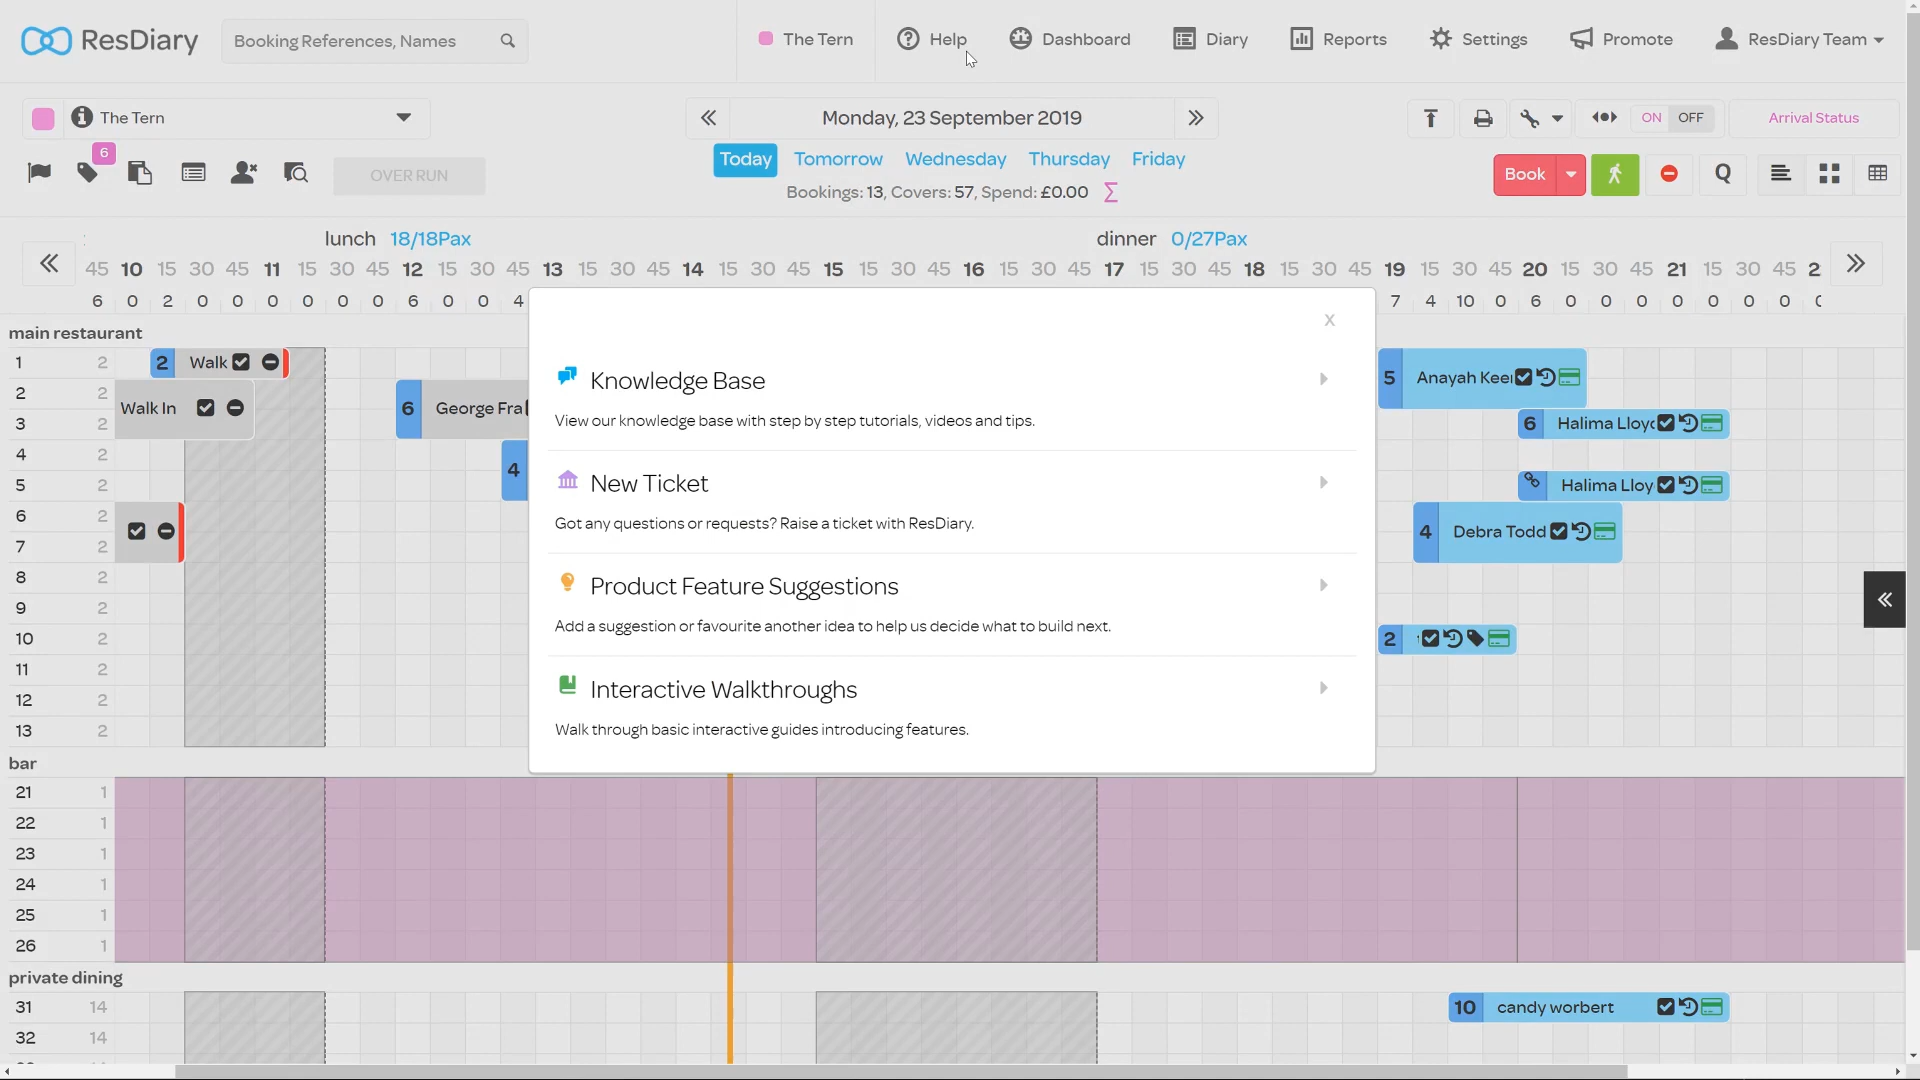 ResDiary
Booking References, Names
The Tern
Help
Dashboard
Diary
Reports
Settings
Promote
ResDiary Team
The Tern
Monday, 23 September 2019
ON OFF
Arrival Status
6
OVER RUN
Today Tomorrow Wednesday Thursday Friday
Bookings: 13, Covers: 57, Spend: £0.00 Σ
Book
Q
lunch 18/18Pax
dinner 0/27Pax
45 10 15 30 45 11 15 30 45 12 15 30 45 13 15 30 45 14 15 30 45 15 15 30 45 16 15 30 45 17 15 30 45 18 15 30 45 19 15 30 45 20 15 30 45 21 15 30 45 2
6 0 2 0 0 0 0 0 0 6 0 0 4 7 4 10 0 6 0 0 0 0 0 0 0
main restaurant
1 2 2 Walk 5 Anayah Kee
2 2 Walk In 6 George Fra
3 2 6 Halima Lloyd
4 2 4
5 2 Halima Lloy
6 2 4 Debra Todd
7 2
8 2
9 2
10 2 2
11 2
12 2
13 2
x
Knowledge Base
View our knowledge base with step by step tutorials, videos and tips.
New Ticket
Got any questions or requests? Raise a ticket with ResDiary.
Product Feature Suggestions
Add a suggestion or favourite another idea to help us decide what to build next.
Interactive Walkthroughs
Walk through basic interactive guides introducing features.
bar
21 1
22 1
23 1
24 1
25 1
26 1
private dining
31 14 10 candy worbert
32 14